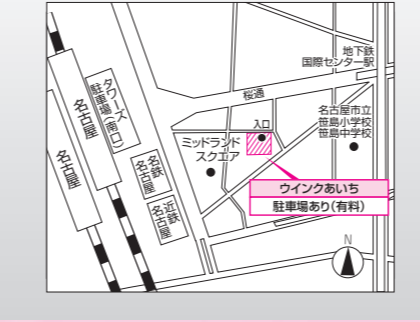 地下鉄
国際センター駅
タワーズ
駐車場(南口)
桜通
名古屋
入口
名古屋市立
笹島小学校
笹島中学校
ミッドランド
スクエア
名古屋
名鉄
名古屋
ウインクあいち
駐車場あり(有料)
近鉄
名古屋
N